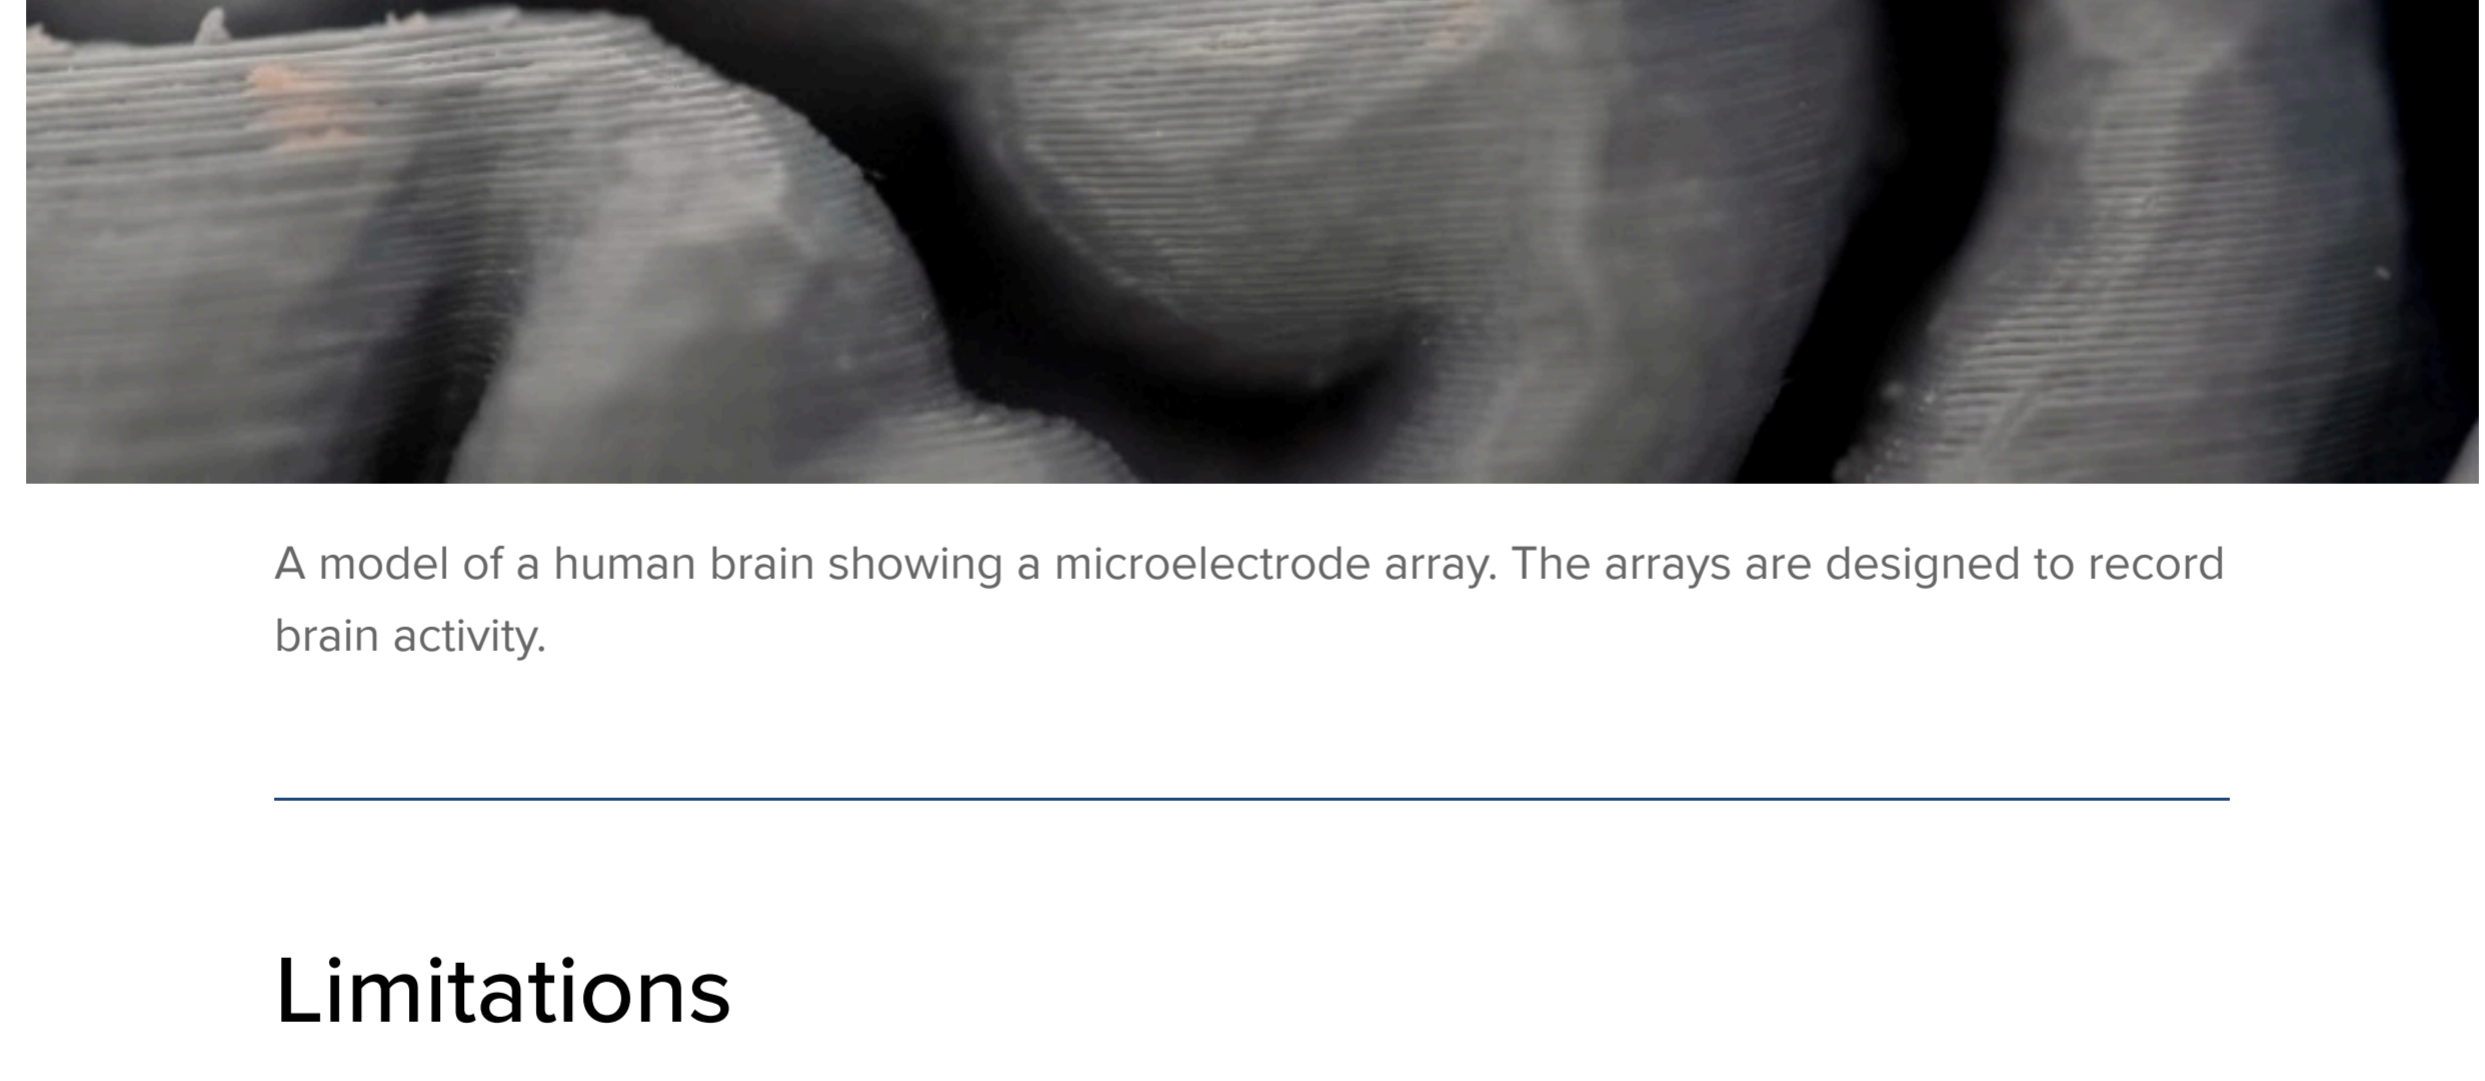 A model of a human brain showing a microelectrode array. The arrays are designed to record
brain activity.
Limitations